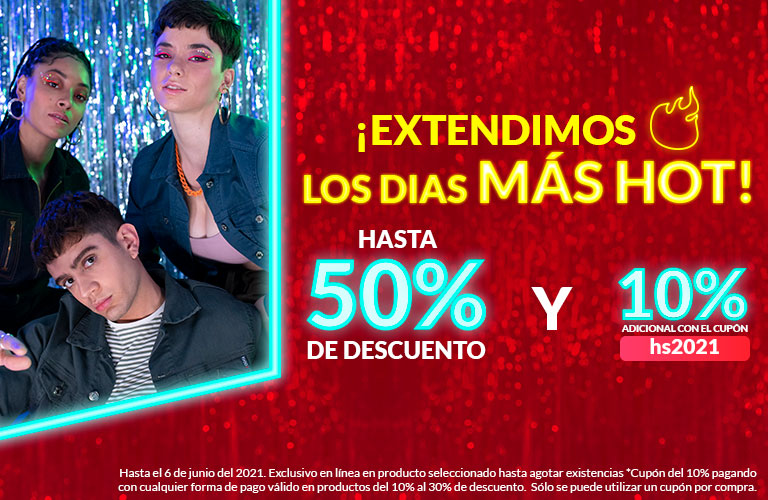 ¡EXTENDIMOS
LOS DIAS MÁS HOT!
HASTA
50%
DE DESCUENTO
Y
10%
ADICIONAL CON EL CUPÓN
hs2021
Hasta el 6 de junio del 2021. Exclusivo en línea en producto seleccionado hasta agotar existencias *Cupón del 10% pagando
con cualquier forma de pago válido en productos del 10% al 30% de descuento. Sólo se puede utilizar un cupón por compra.